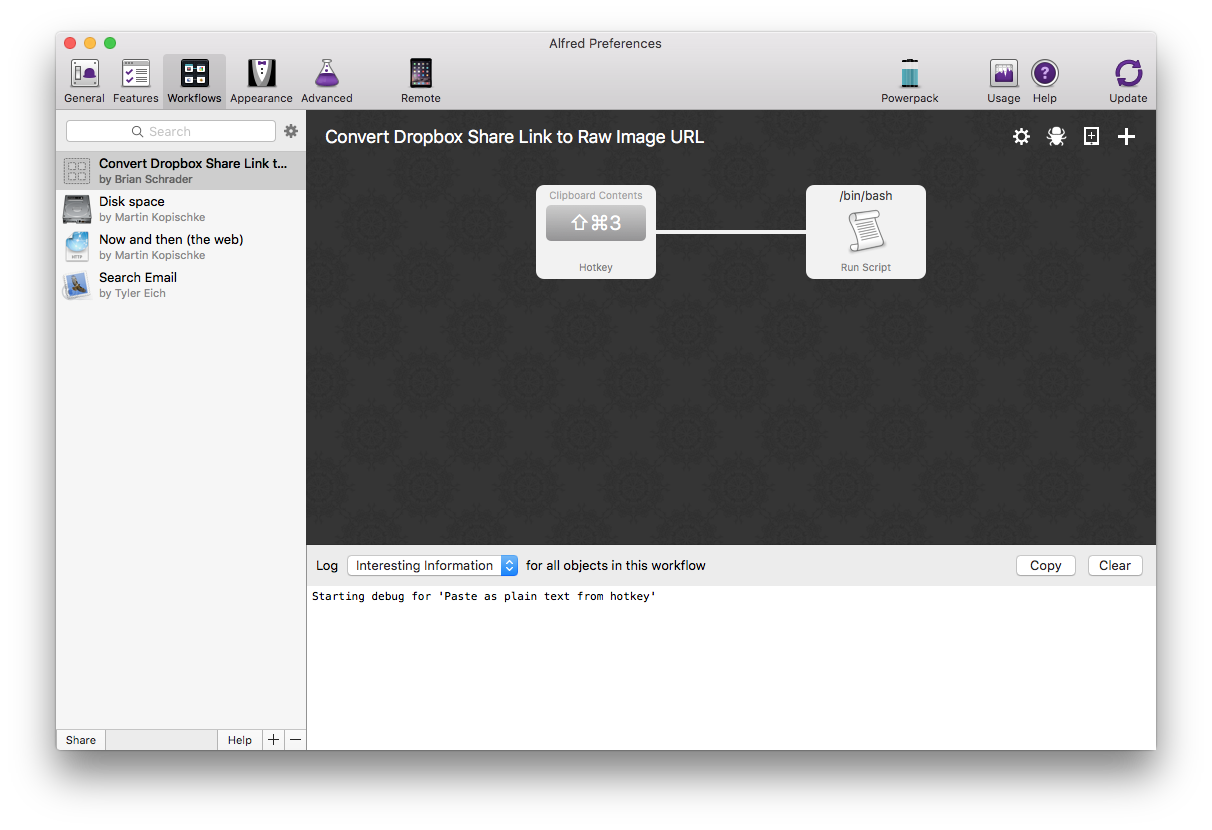 Alfred Preferences
General Features Workflows Appearance Advanced Remote Powerpack Usage Help Update
Search
Convert Dropbox Share Link t...
by Brian Schrader
Disk space
by Martin Kopischke
Now and then (the web)
by Martin Kopischke
HTTP
Search Email
by Tyler Eich
Share Help + −
Convert Dropbox Share Link to Raw Image URL
Clipboard Contents
⇧⌘3
Hotkey
/bin/bash
Run Script
Log Interesting Information for all objects in this workflow Copy Clear
Starting debug for 'Paste as plain text from hotkey'